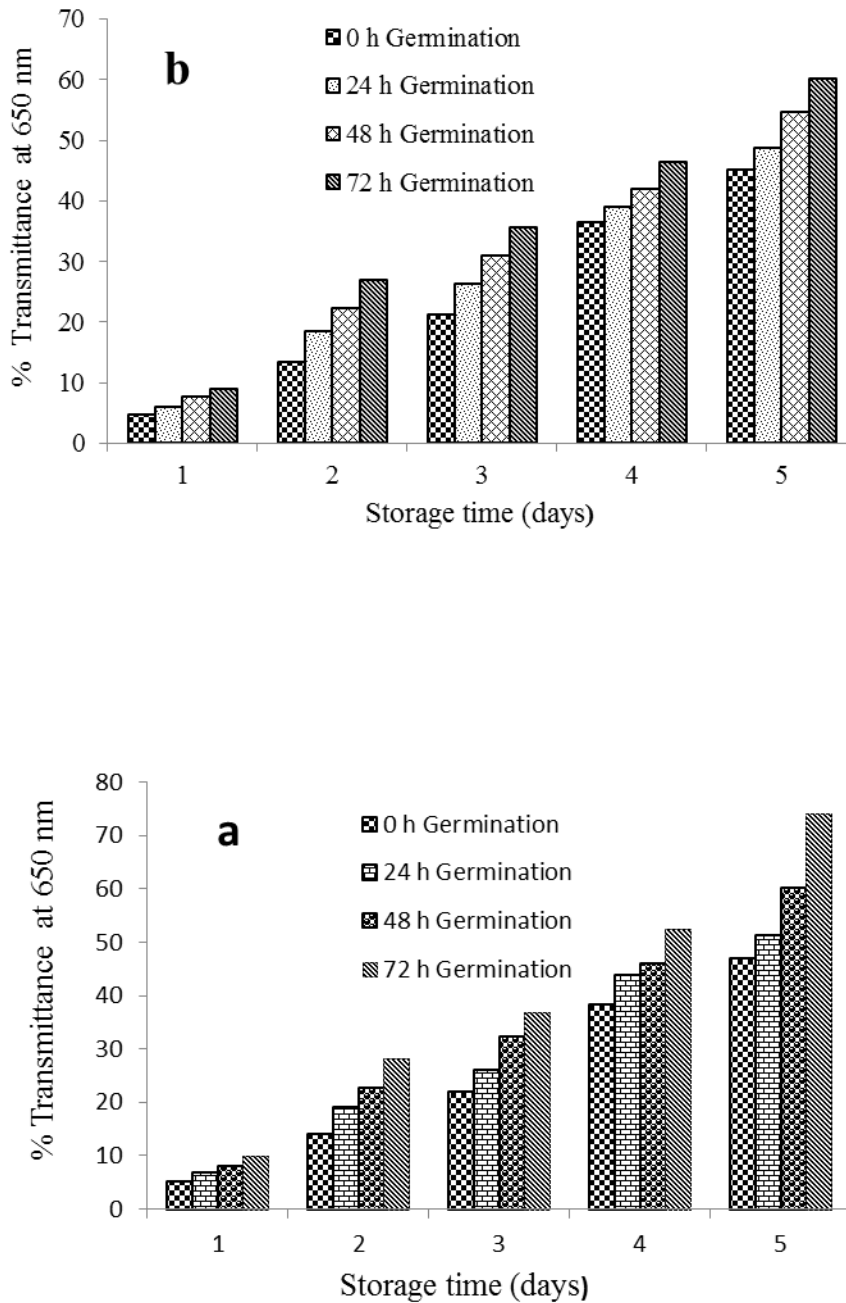 b
0 h Germination
24 h Germination
48 h Germination
72 h Germination
% Transmittance at 650 nm
70
60
50
40
30
20
10
0
1 2 3 4 5
Storage time (days)
a
0 h Germination
24 h Germination
48 h Germination
72 h Germination
% Transmittance at 650 nm
80
70
60
50
40
30
20
10
0
1 2 3 4 5
Storage time (days)